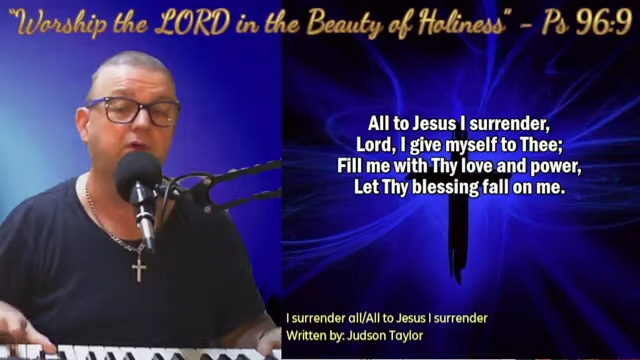 "Worship the LORD in the Beauty of Holiness" - Ps 96:9
All to Jesus I surrender,
Lord, I give myself to Thee;
Fill me with Thy love and power,
Let Thy blessing fall on me.
I surrender all/All to Jesus I surrender
Written by: Judson Taylor